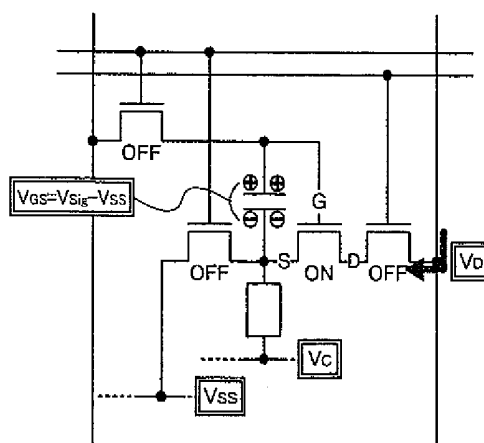 OFF
⊕ ⊕
VGS=VSig-VSS
⊖ ⊖
G
OFF
S
ON
D
OFF
VD
VC
VSS